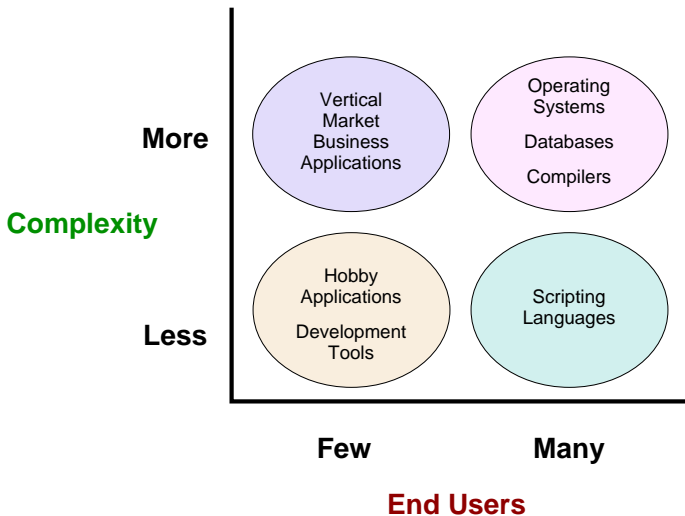 Vertical
Market
Business
Applications
Operating
Systems
Databases
Compilers
More
Complexity
Hobby
Applications
Development
Tools
Scripting
Languages
Less
Few
Many
End Users